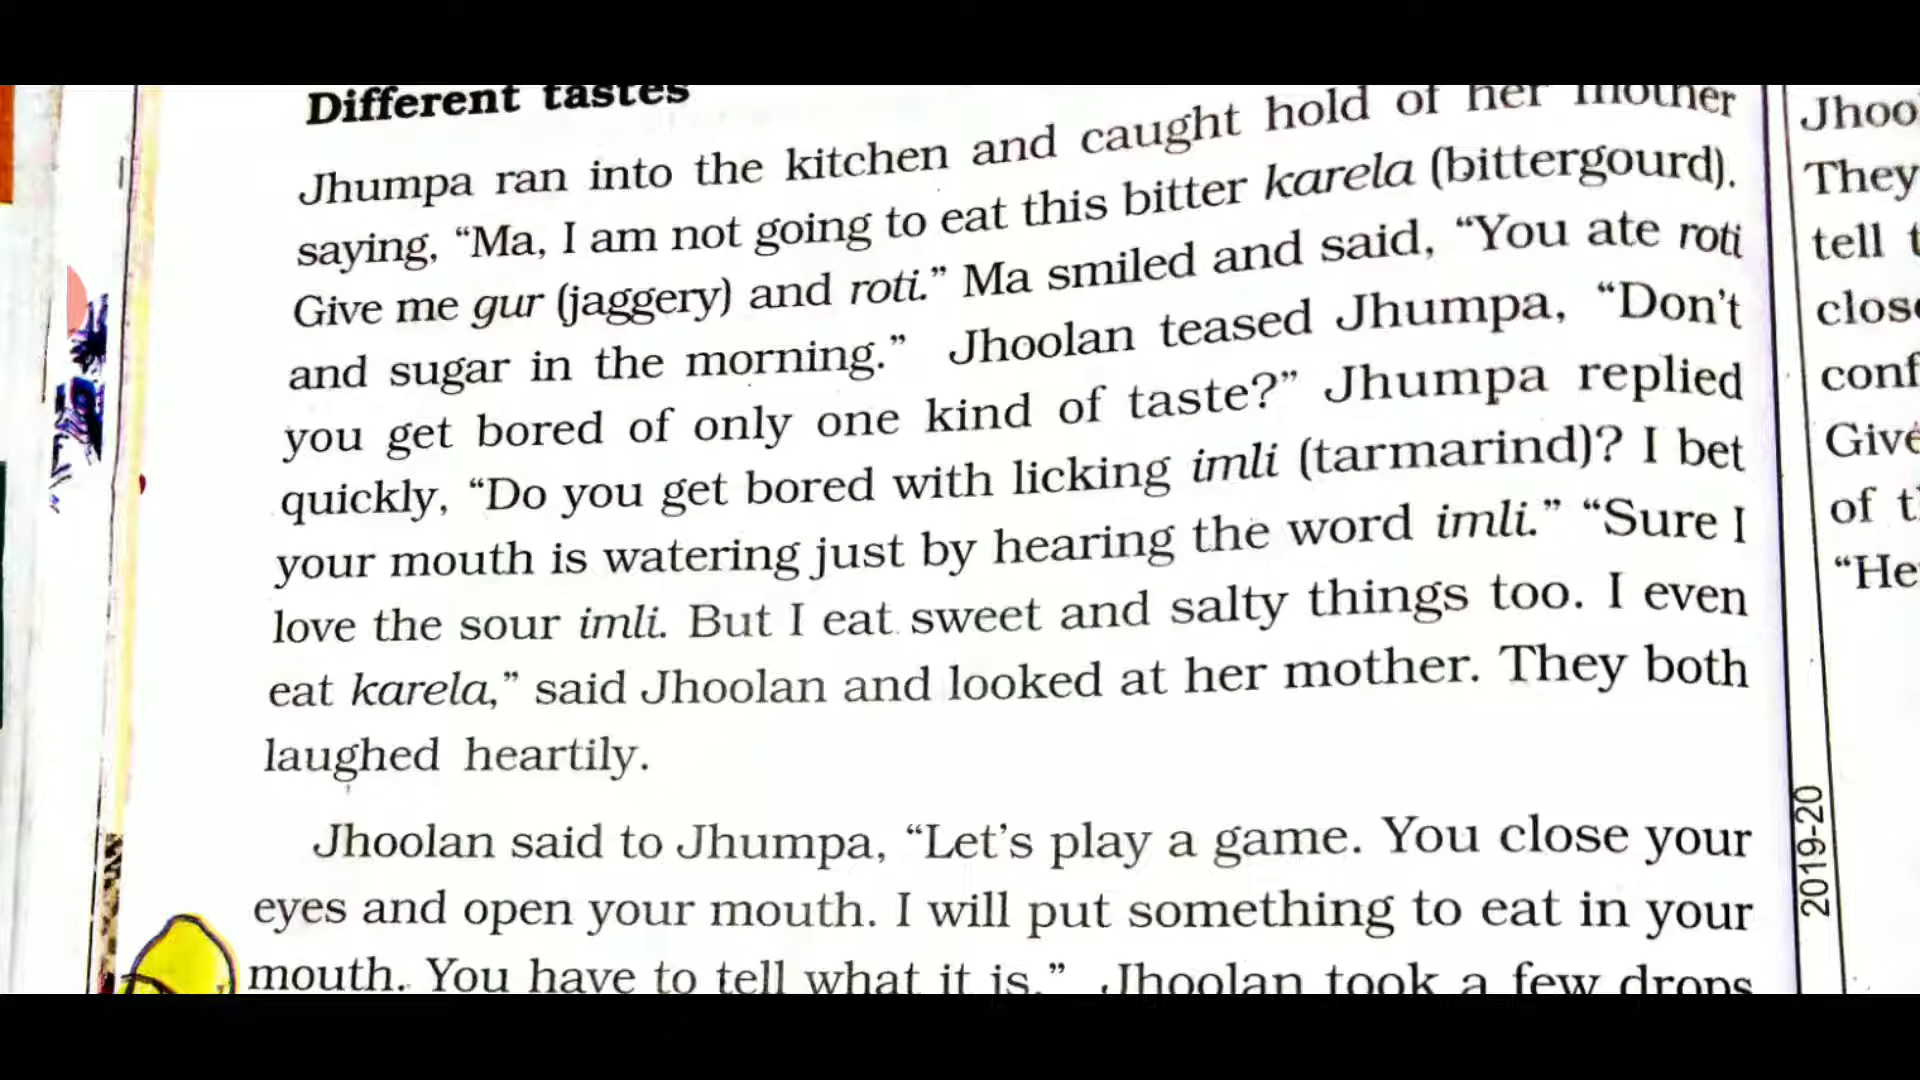 Different tastes
Jhumpa ran into the kitchen and caught hold of her mother
saying, “Ma, I am not going to eat this bitter karela (bittergourd).
Give me gur (jaggery) and roti.” Ma smiled and said, “You ate roti
and sugar in the morning.” Jhoolan teased Jhumpa, “Don’t
you get bored of only one kind of taste?” Jhumpa replied
quickly, “Do you get bored with licking imli (tarmarind)? I bet
your mouth is watering just by hearing the word imli.” “Sure I
love the sour imli. But I eat sweet and salty things too. I even
eat karela,” said Jhoolan and looked at her mother. They both
laughed heartily.
Jhoolan said to Jhumpa, “Let’s play a game. You close your
eyes and open your mouth. I will put something to eat in your
mouth. You have to tell what it is.” Jhoolan took a few drops
2019-20
Jhoo
They
tell t
close
conf
Give
of t
“He